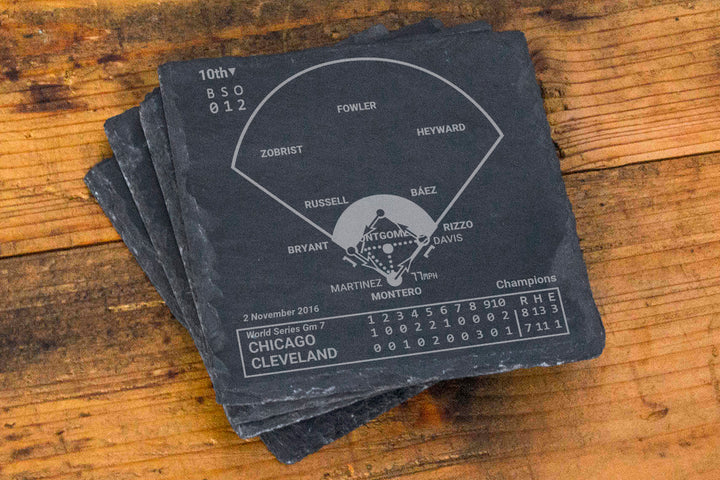 10th▼
B S O
0 1 2
FOWLER
HEYWARD
ZOBRIST
RUSSELL
BÁEZ
BRYANT
NTGOME
RIZZO
DAVIS
MARTINEZ
77MPH
MONTERO
Champions
2 November 2016
World Series Gm 7
1 2 3 4 5 6 7 8 9 10 R H E
CHICAGO 1 0 0 2 2 1 0 0 0 2 8 13 3
CLEVELAND 0 0 1 0 2 0 0 3 0 1 7 11 1